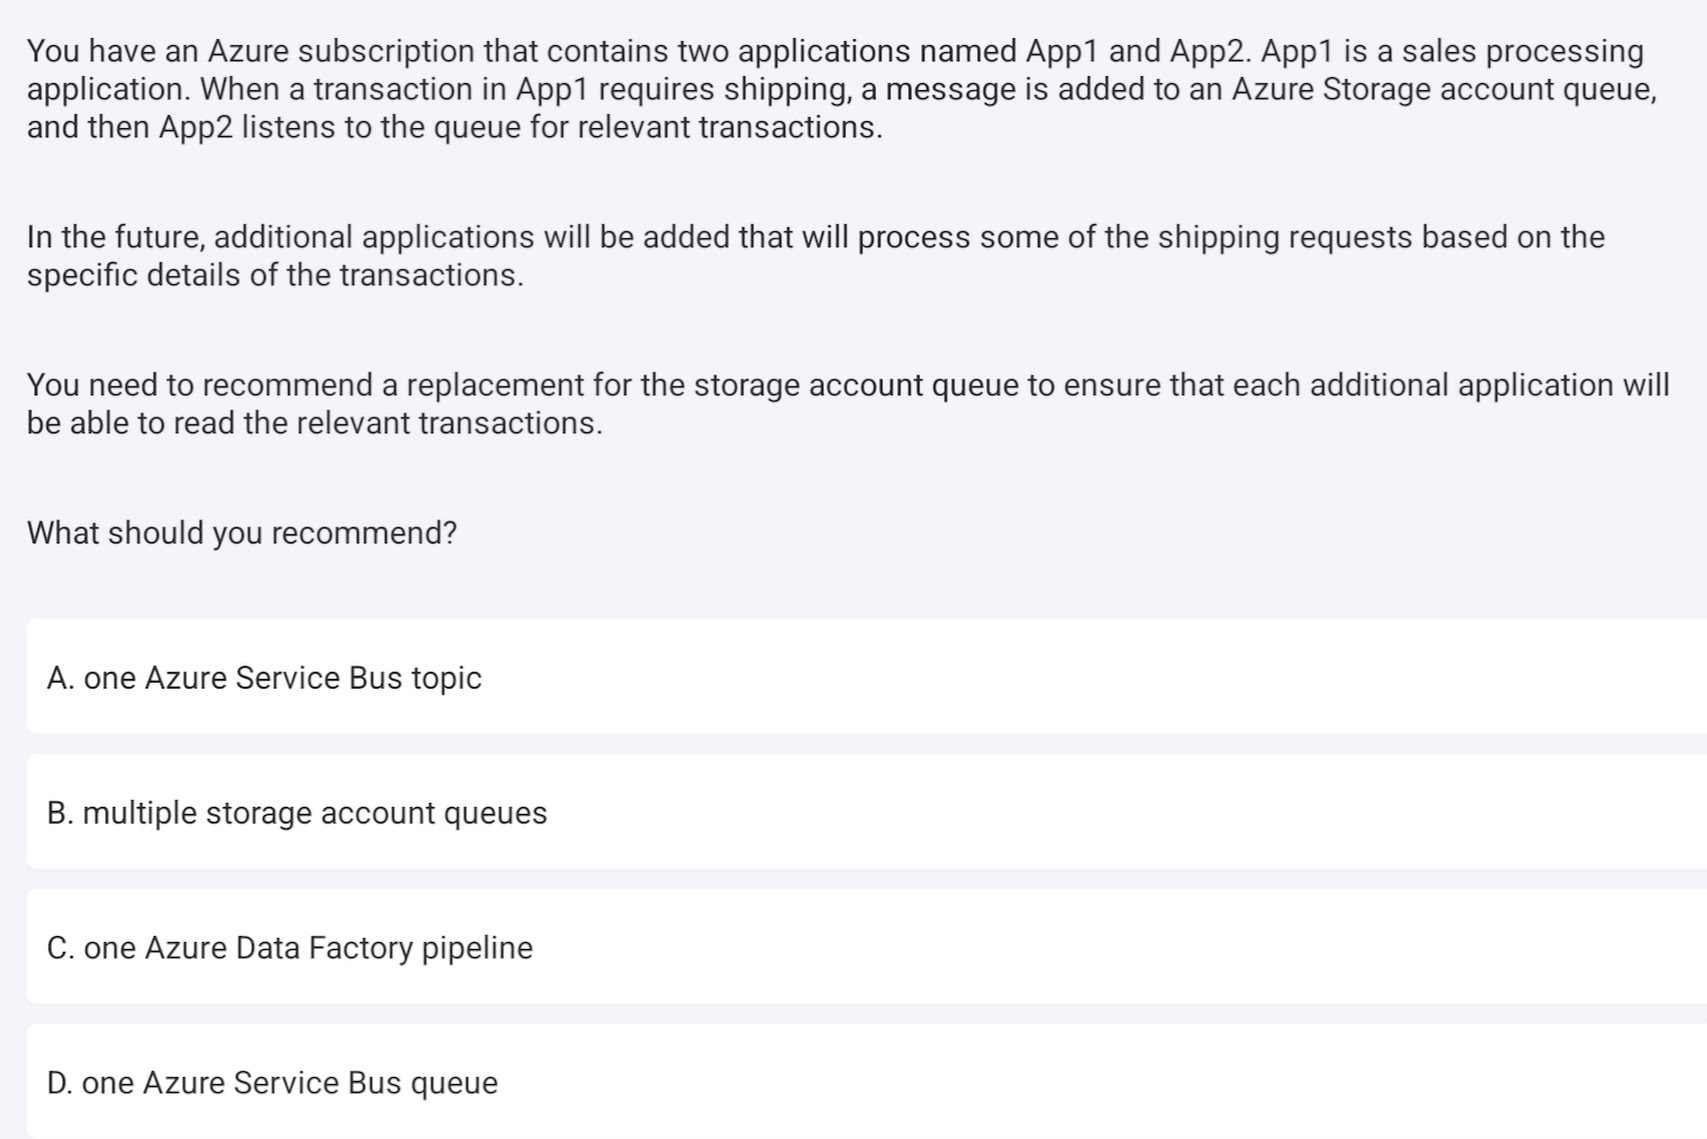 You have an Azure subscription that contains two applications named App1 and App2. App1 is a sales processing
application. When a transaction in App1 requires shipping, a message is added to an Azure Storage account queue,
and then App2 listens to the queue for relevant transactions.
In the future, additional applications will be added that will process some of the shipping requests based on the
specific details of the transactions.
You need to recommend a replacement for the storage account queue to ensure that each additional application will
be able to read the relevant transactions.
What should you recommend?
A. one Azure Service Bus topic
B. multiple storage account queues
C. one Azure Data Factory pipeline
D. one Azure Service Bus queue